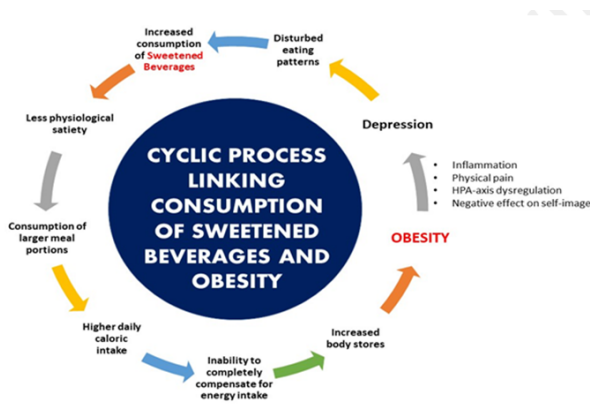 CYCLIC PROCESS
LINKING
CONSUMPTION
OF SWEETENED
BEVERAGES AND
OBESITY
Increased
consumption
of Sweetened
Beverages
Less physiological
satiety
Consumption of
larger meal
portions
Higher daily
caloric
intake
Inability to
completely
compensate for
energy intake
Increased
body stores
OBESITY
• Inflammation
• Physical pain
• HPA-axis dysregulation
• Negative effect on self-image
Depression
Disturbed
eating
patterns